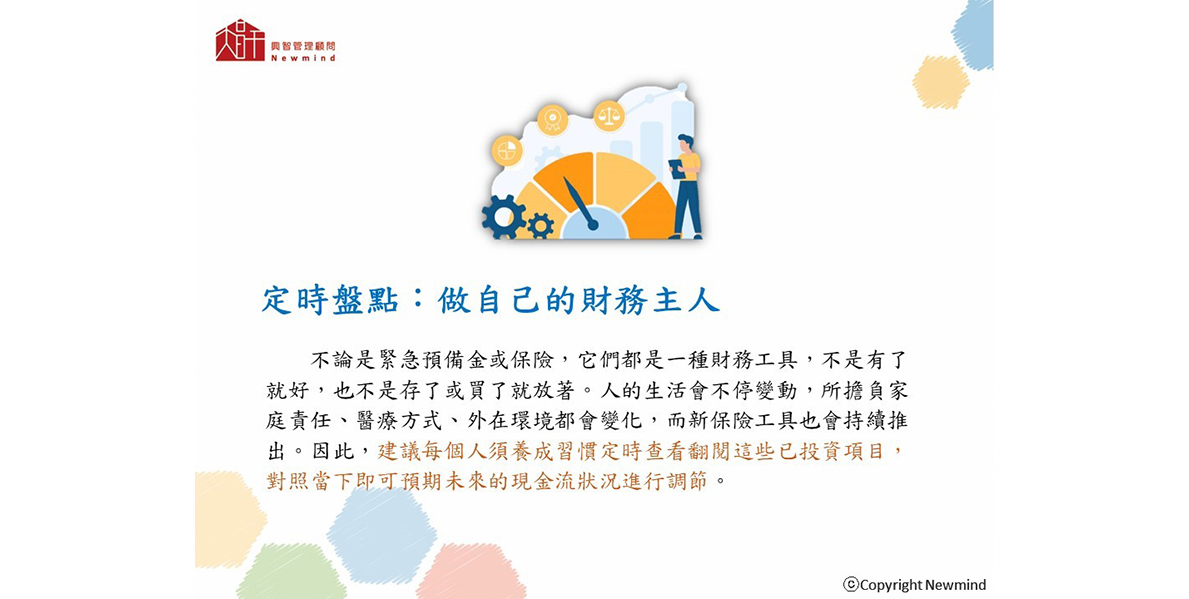 興智管理顧問
Newmind
定時盤點：做自己的財務主人
不論是緊急預備金或保險，它們都是一種財務工具，不是有了
就好，也不是存了或買了就放著。人的生活會不停變動，所擔負家
庭責任、醫療方式、外在環境都會變化，而新保險工具也會持續推
出。因此，建議每個人須養成習慣定時查看翻閱這些已投資項目，
對照當下即可預期未來的現金流狀況進行調節。
ⓒCopyright Newmind